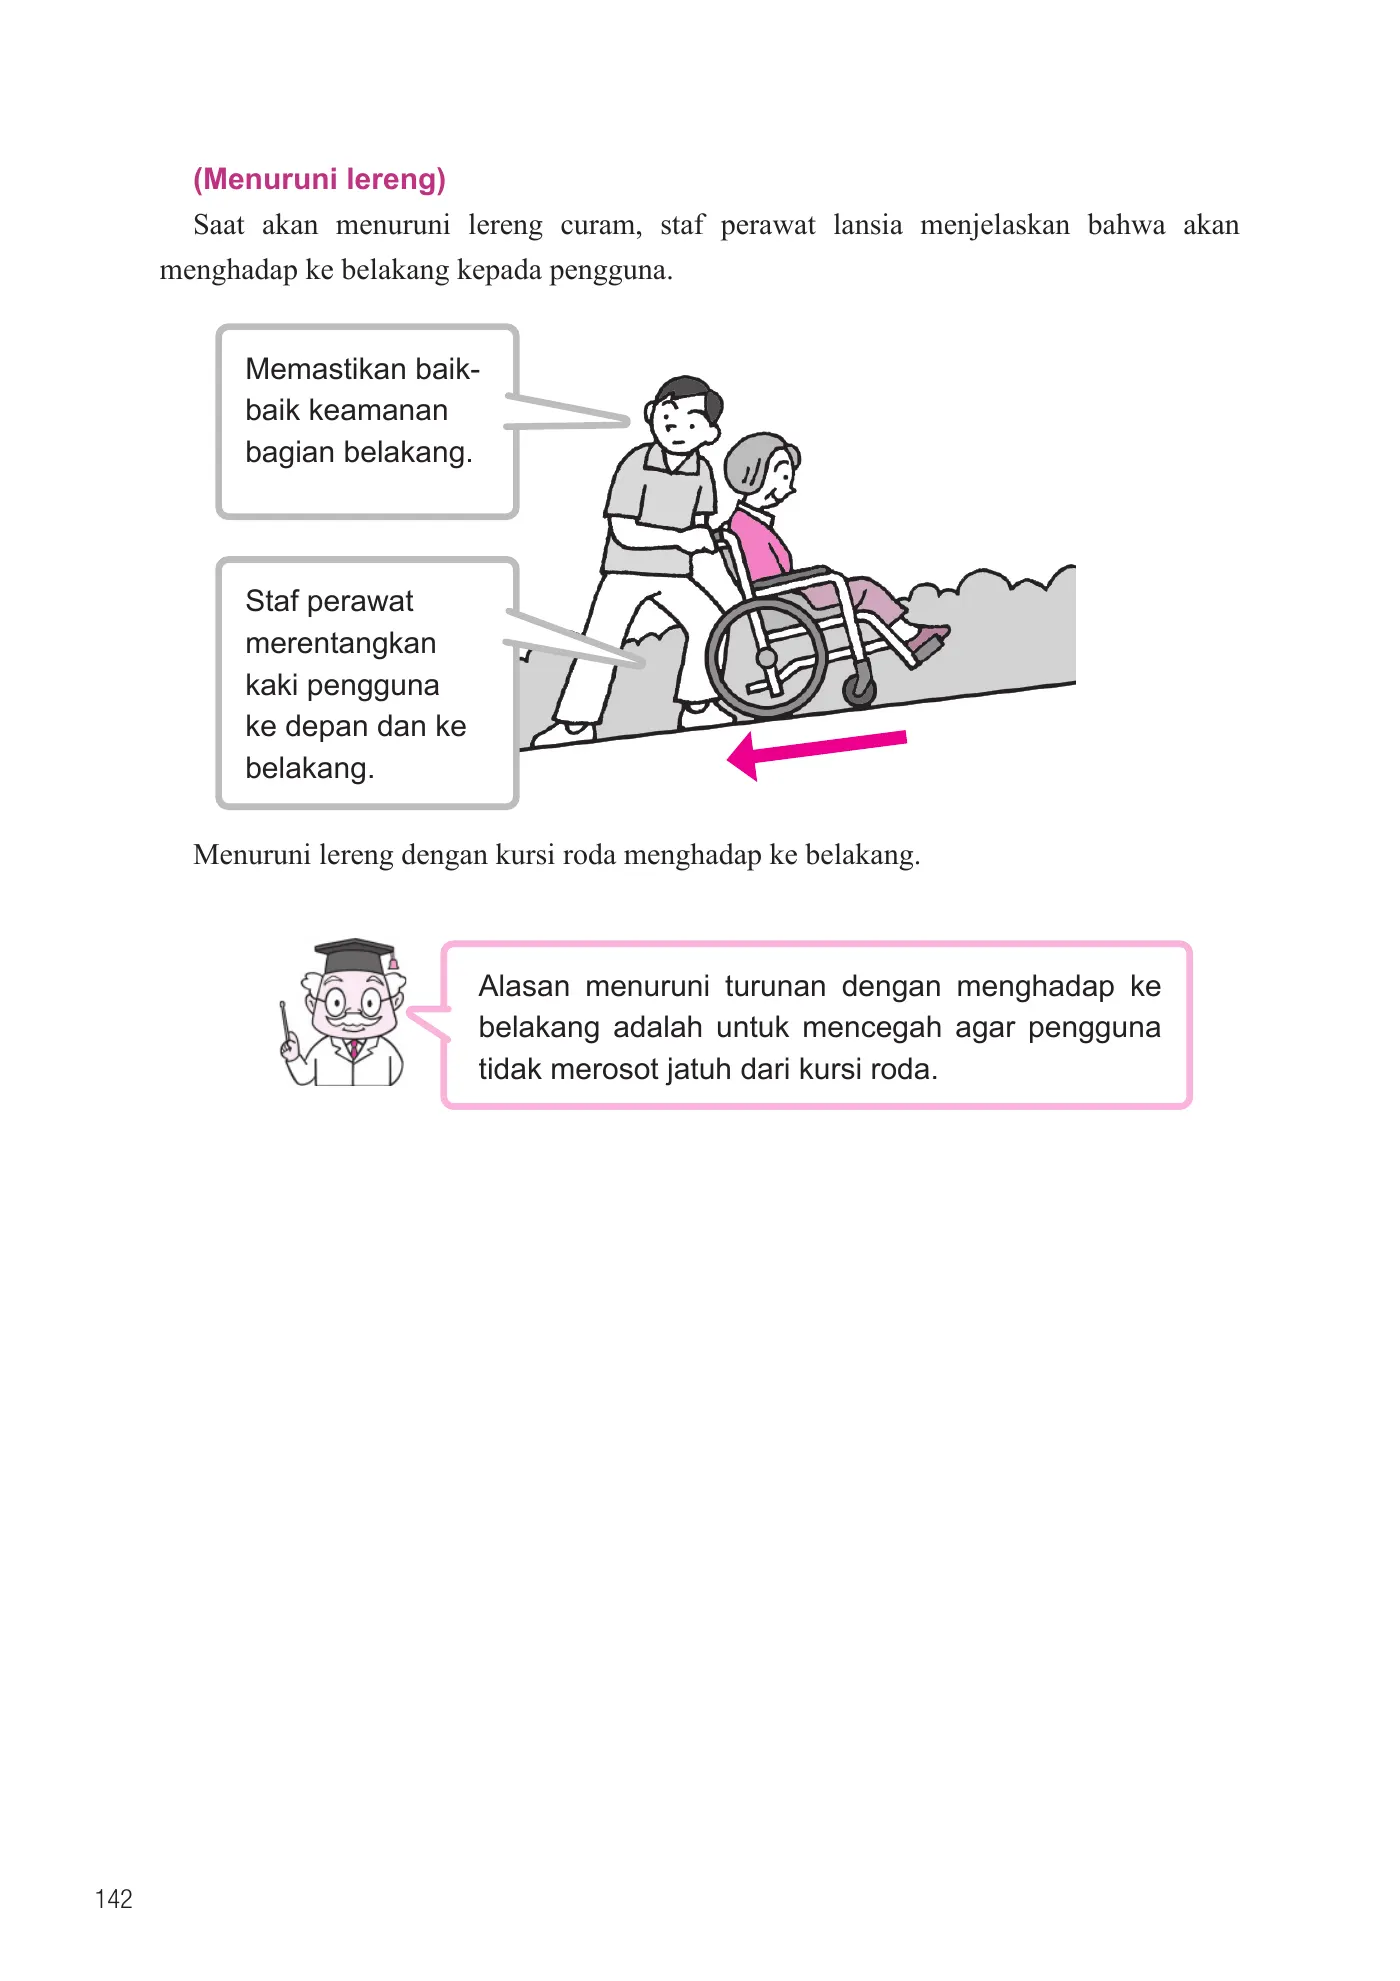 (Menuruni lereng)
Saat akan menuruni lereng curam, staf perawat lansia menjelaskan bahwa akan
menghadap ke belakang kepada pengguna.
Memastikan baik-
baik keamanan
bagian belakang.
Staf perawat
merentangkan
kaki pengguna
ke depan dan ke
belakang.
Menuruni lereng dengan kursi roda menghadap ke belakang.
Alasan menuruni turunan dengan menghadap ke
belakang adalah untuk mencegah agar pengguna
tidak merosot jatuh dari kursi roda.
142